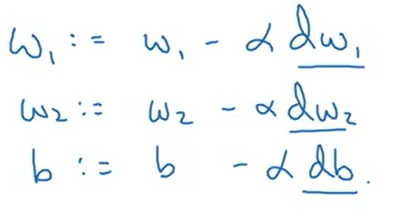 w₁ := w₁ - α dw₁
w₂ := w₂ - α dw₂
b := b - α db.